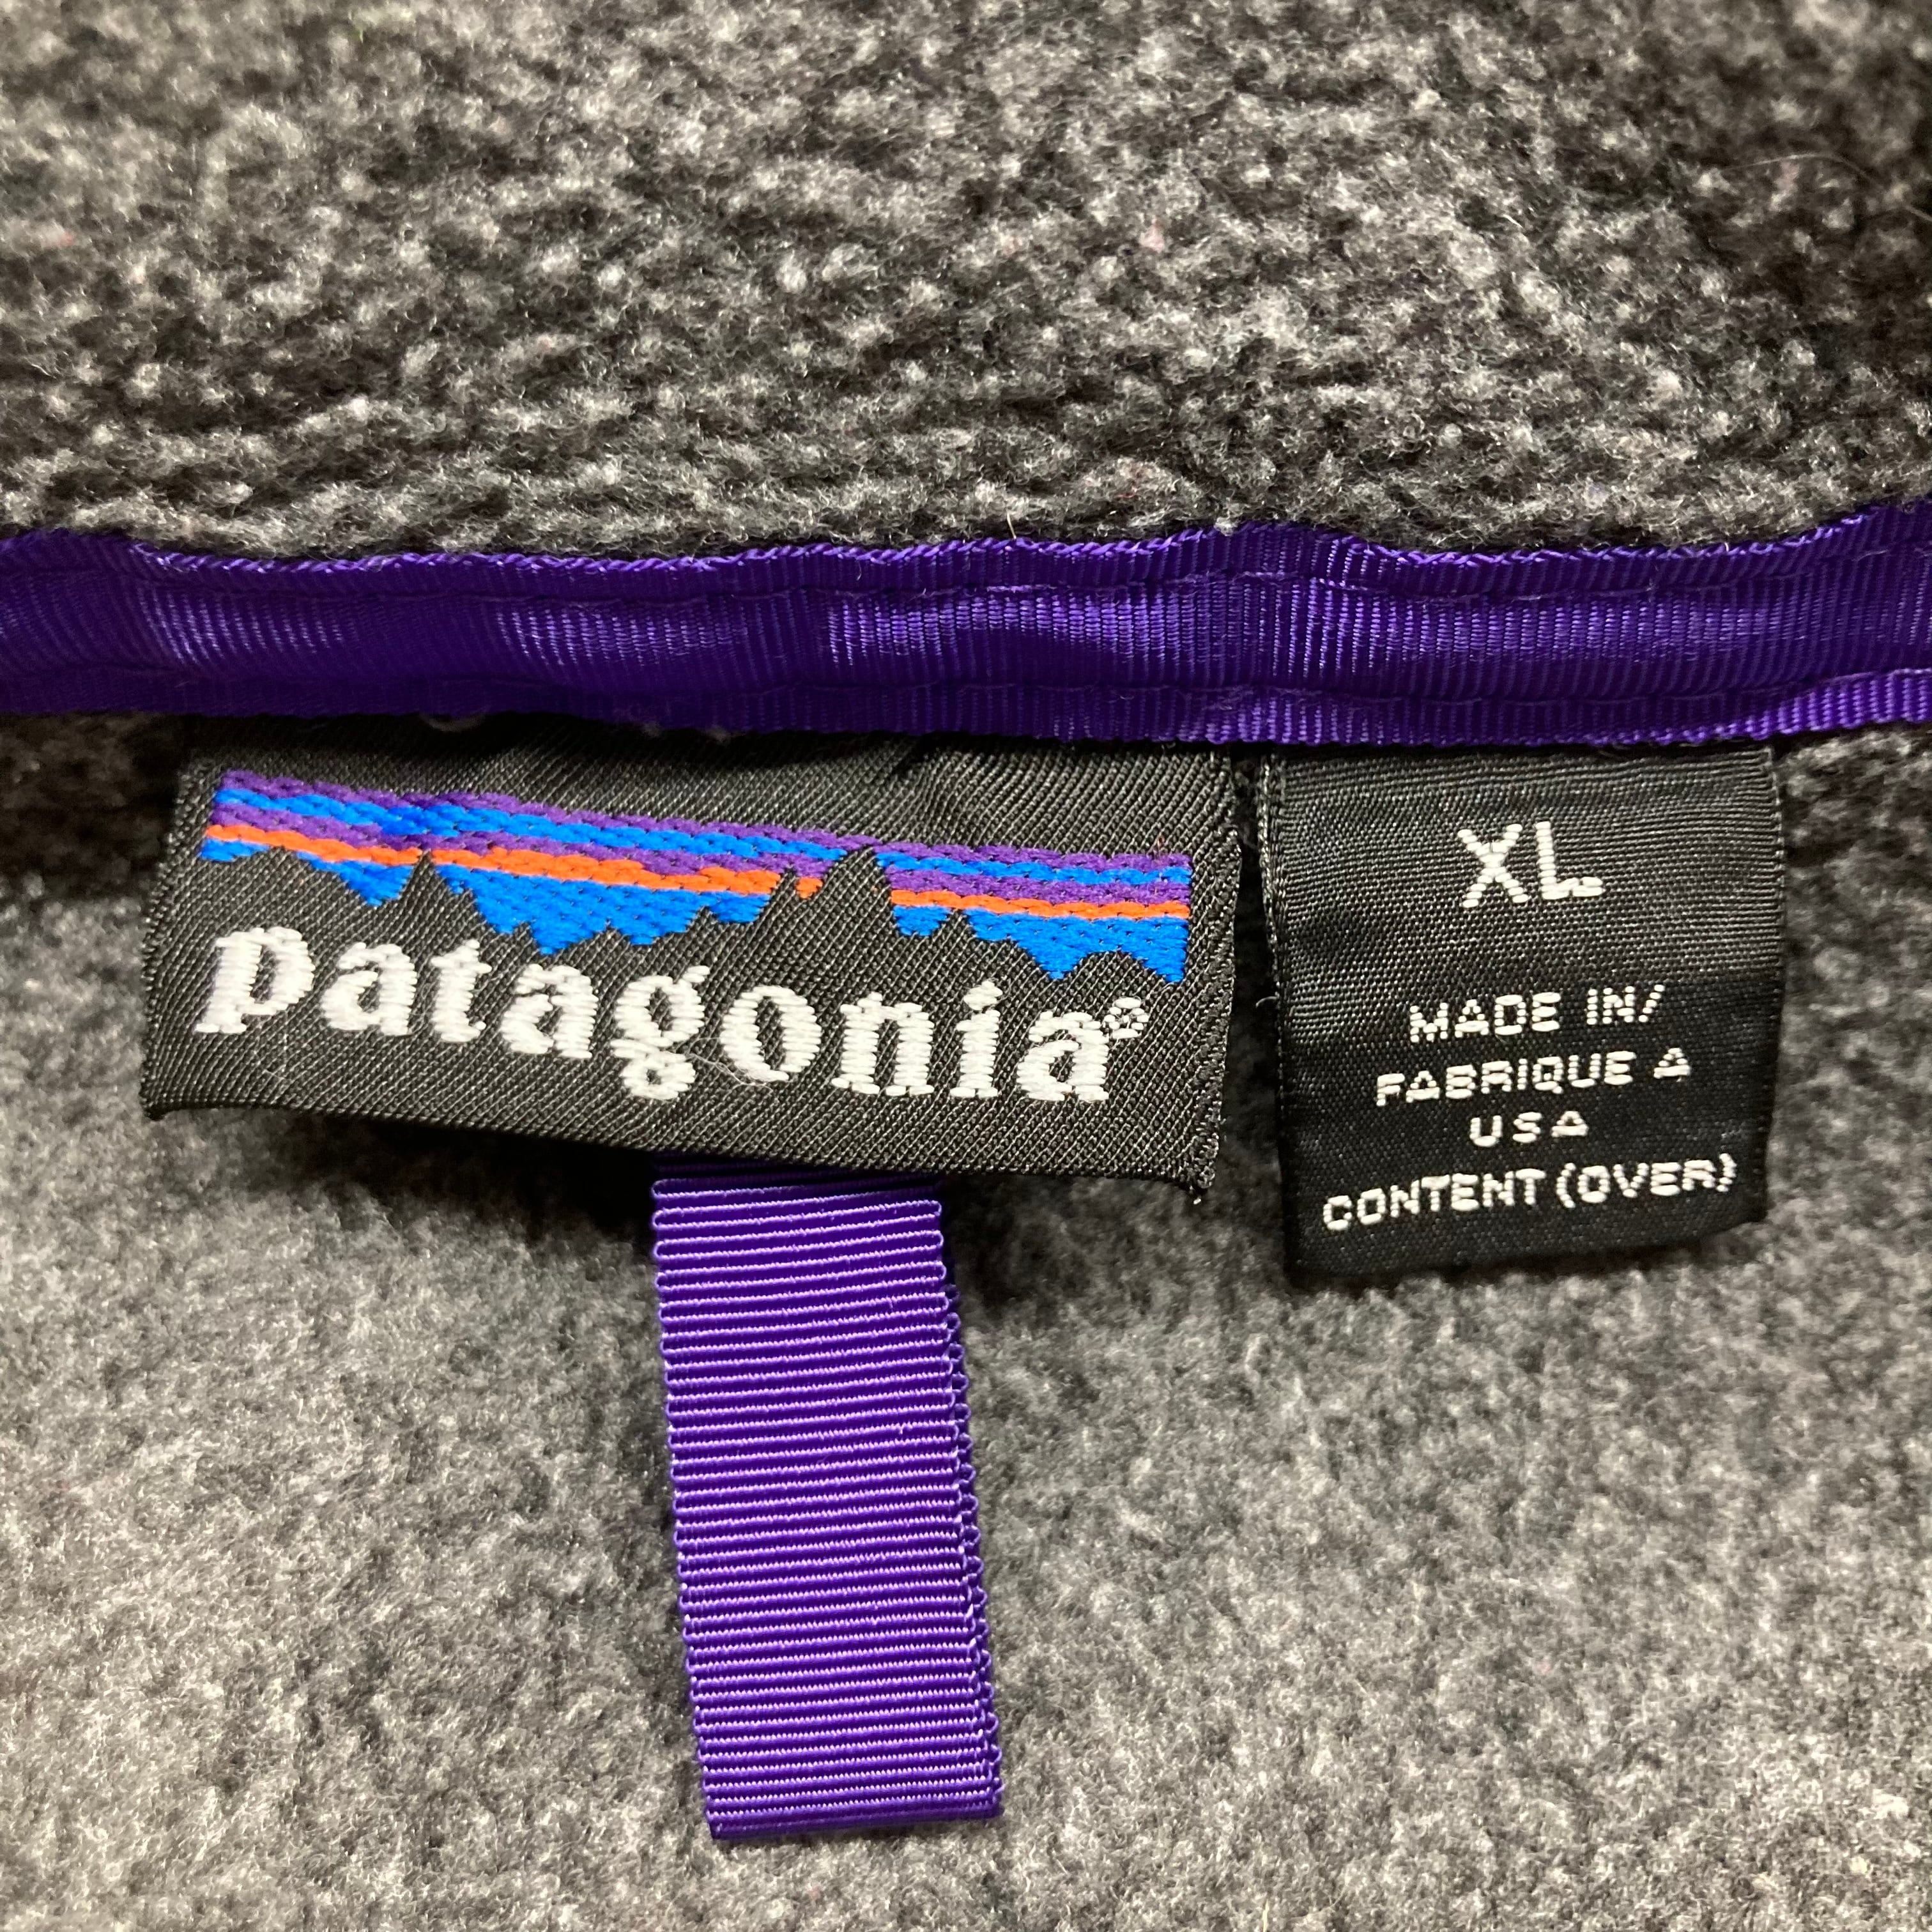 patagonia®
XL
MADE IN/
FABRIQUE A
USA
CONTENT (OVER)